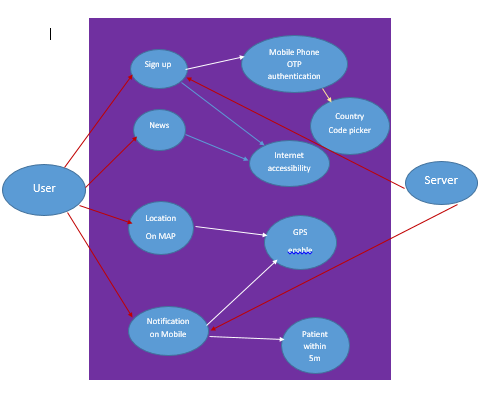 Mobile Phone
OTP
authentication
Sign up
Country
Code picker
News
Internet
accessibility
User
Server
Location
On MAP
GPS
enable
Notification
on Mobile
Patient
within
5m